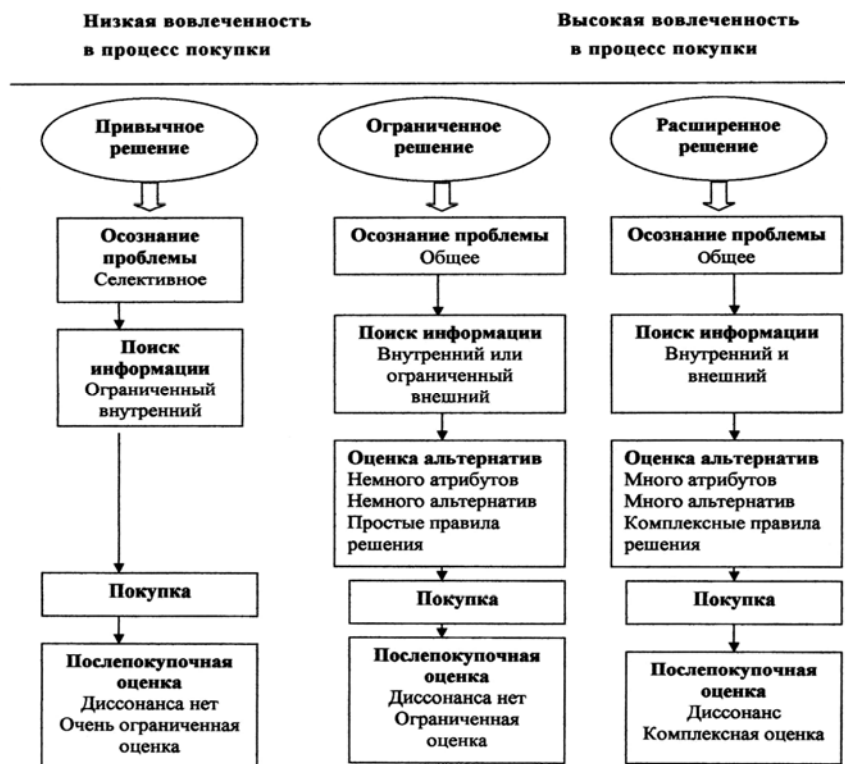 Низкая вовлеченность
в процесс покупки
Высокая вовлеченность
в процесс покупки
Привычное
решение
Осознание
проблемы
Селективное
Поиск
информации
Ограниченный
внутренний
Покупка
Послепокупочная
оценка
Диссонанса нет
Очень ограниченная
оценка
Ограниченное
решение
Осознание проблемы
Общее
Поиск информации
Внутренний или
ограниченный
внешний
Оценка альтернатив
Немного атрибутов
Немного альтернатив
Простые правила
решения
Покупка
Послепокупочная
оценка
Диссонанса нет
Ограниченная
оценка
Расширенное
решение
Осознание проблемы
Общее
Поиск информации
Внутренний и
внешний
Оценка альтернатив
Много атрибутов
Много альтернатив
Комплексные правила
решения
Покупка
Послепокупочная
оценка
Диссонанс
Комплексная оценка